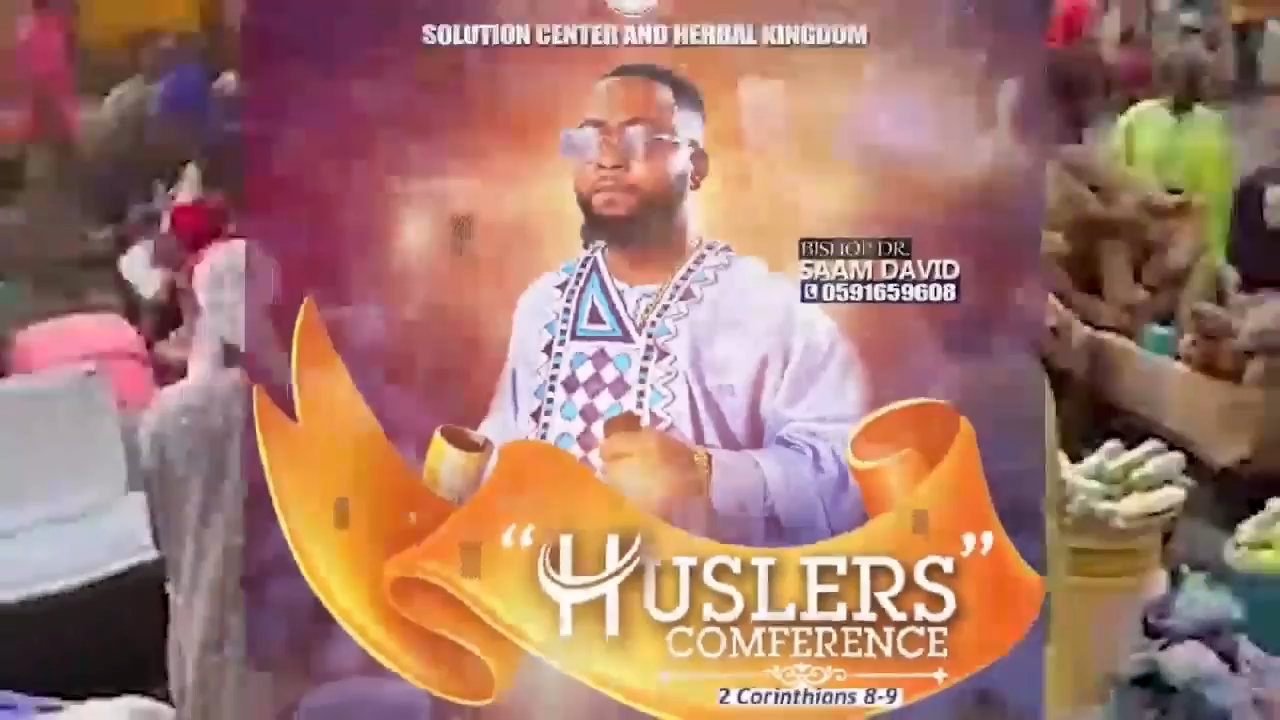 SOLUTION CENTER AND HERBAL KINGDOM
BISHOP DR.
SAAM DAVID
0591659608
“HUSLERS”
COMFERENCE
2 Corinthians 8-9